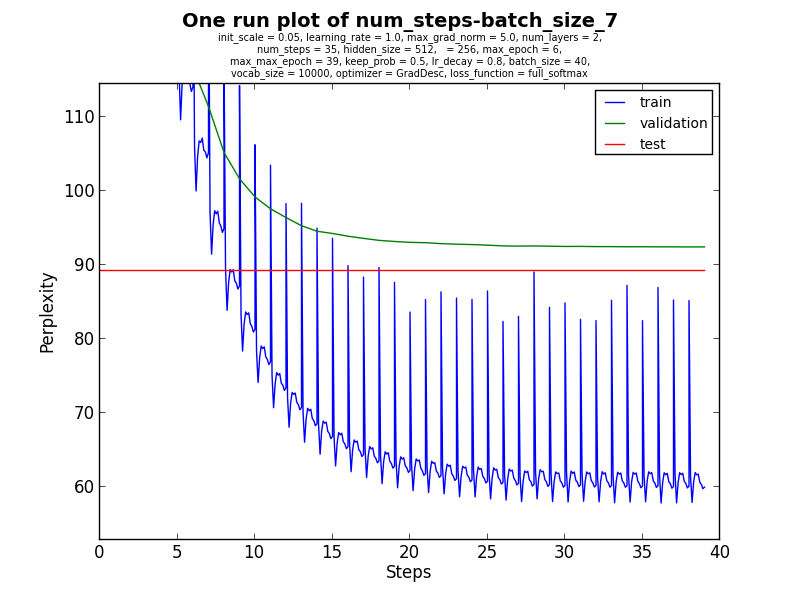 One run plot of num_steps-batch_size_7
init_scale = 0.05, learning_rate = 1.0, max_grad_norm = 5.0, num_layers = 2,
num_steps = 35, hidden_size = 512,   = 256, max_epoch = 6,
max_max_epoch = 39, keep_prob = 0.5, lr_decay = 0.8, batch_size = 40,
vocab_size = 10000, optimizer = GradDesc, loss_function = full_softmax
train
validation
test
110
100
90
80
70
60
Perplexity
0 5 10 15 20 25 30 35 40
Steps